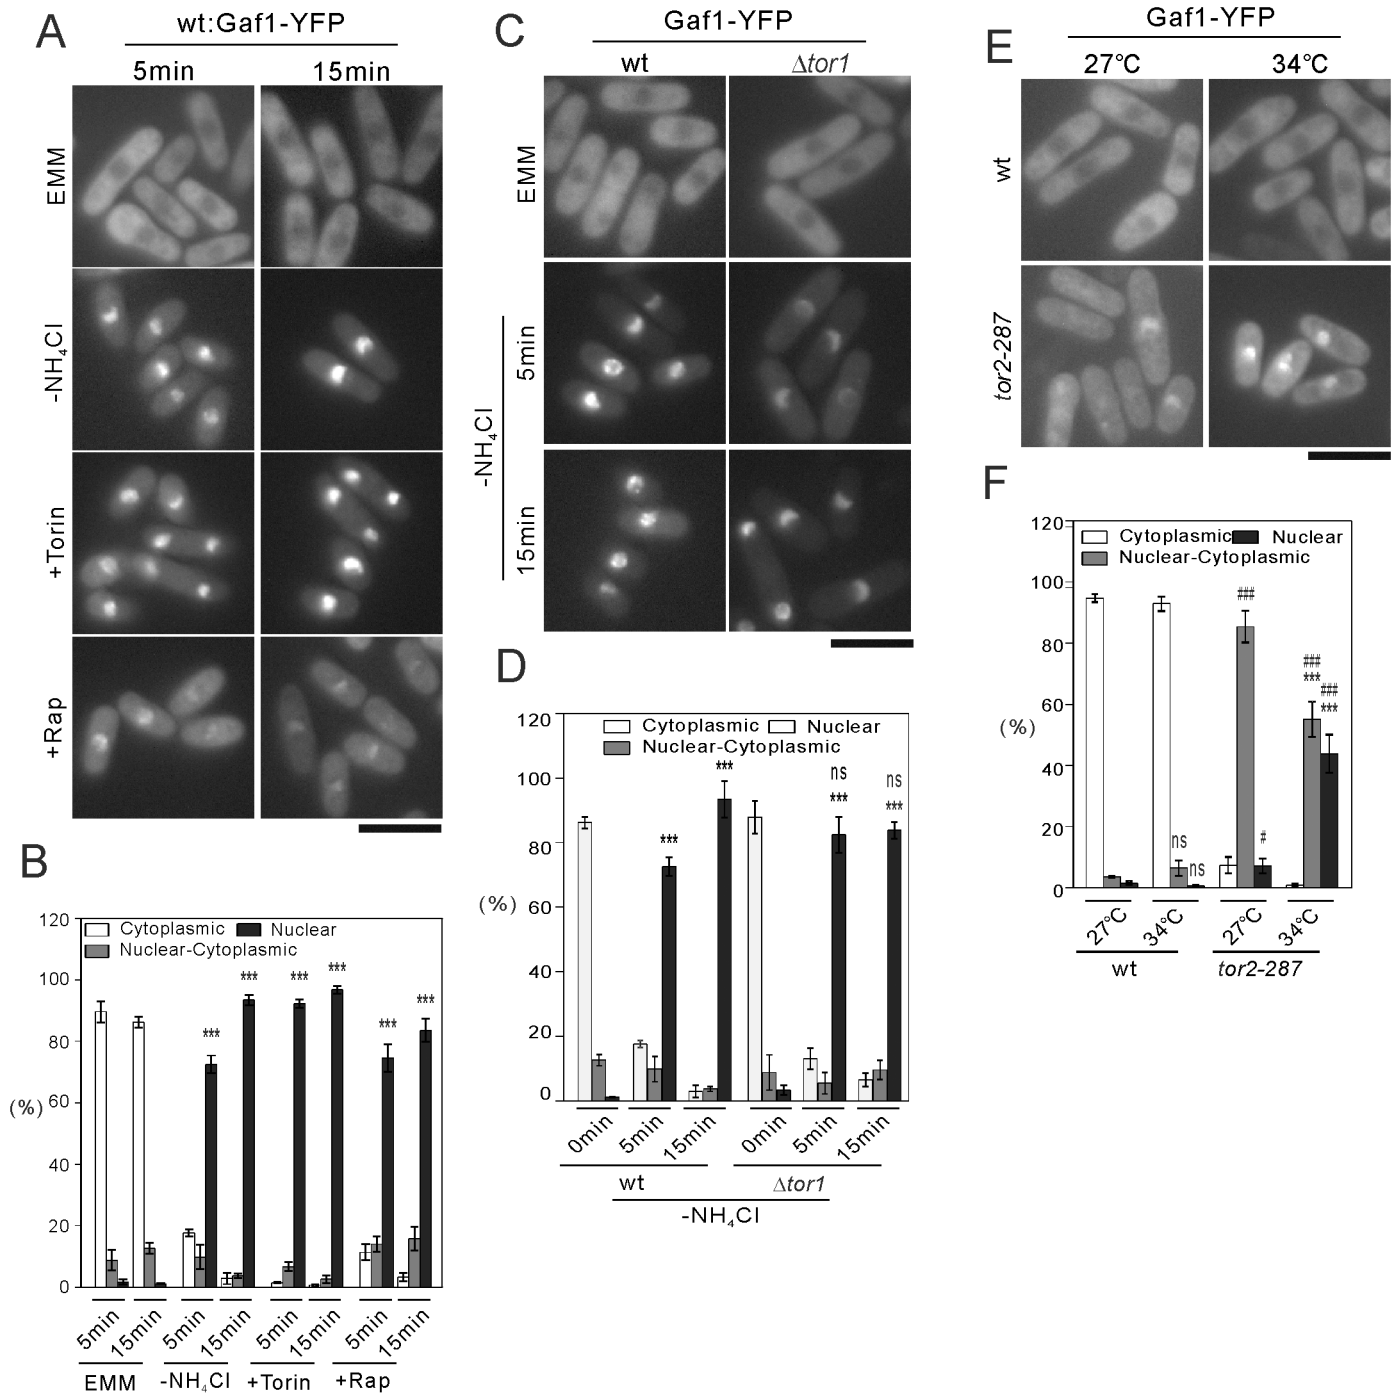 A
wt:Gaf1-YFP
5min 15min
EMM
-NH₄Cl
+Torin
+Rap
B
120
100
80
60
40
20
0
(%)
Cytoplasmic Nuclear
Nuclear-Cytoplasmic
*** *** *** *** *** ***
5min 15min 5min 15min 5min 15min 5min 15min
EMM -NH₄Cl +Torin +Rap
C
Gaf1-YFP
wt Δtor1
EMM
5min
-NH₄Cl
15min
D
120
100
80
60
40
20
0
(%)
Cytoplasmic Nuclear
Nuclear-Cytoplasmic
*** *** ns *** ns ***
0min 5min 15min 0min 5min 15min
wt Δtor1
-NH₄Cl
E
Gaf1-YFP
27°C 34°C
wt
tor2-287
F
120
100
80
60
40
20
0
(%)
Cytoplasmic Nuclear
Nuclear-Cytoplasmic
ns ns ### # ### *** ### ***
27°C 34°C 27°C 34°C
wt tor2-287